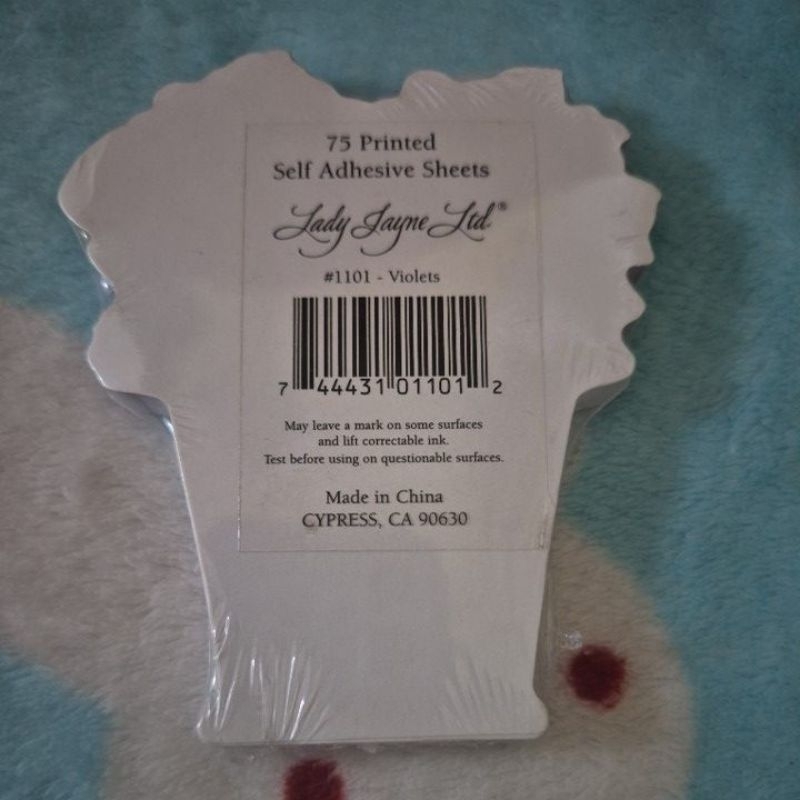 75 Printed
Self Adhesive Sheets
Lady Jayne Ltd®
#1101 - Violets
7 44431 01101 2
May leave a mark on some surfaces
and lift correctable ink.
Test before using on questionable surfaces.
Made in China
CYPRESS, CA 90630